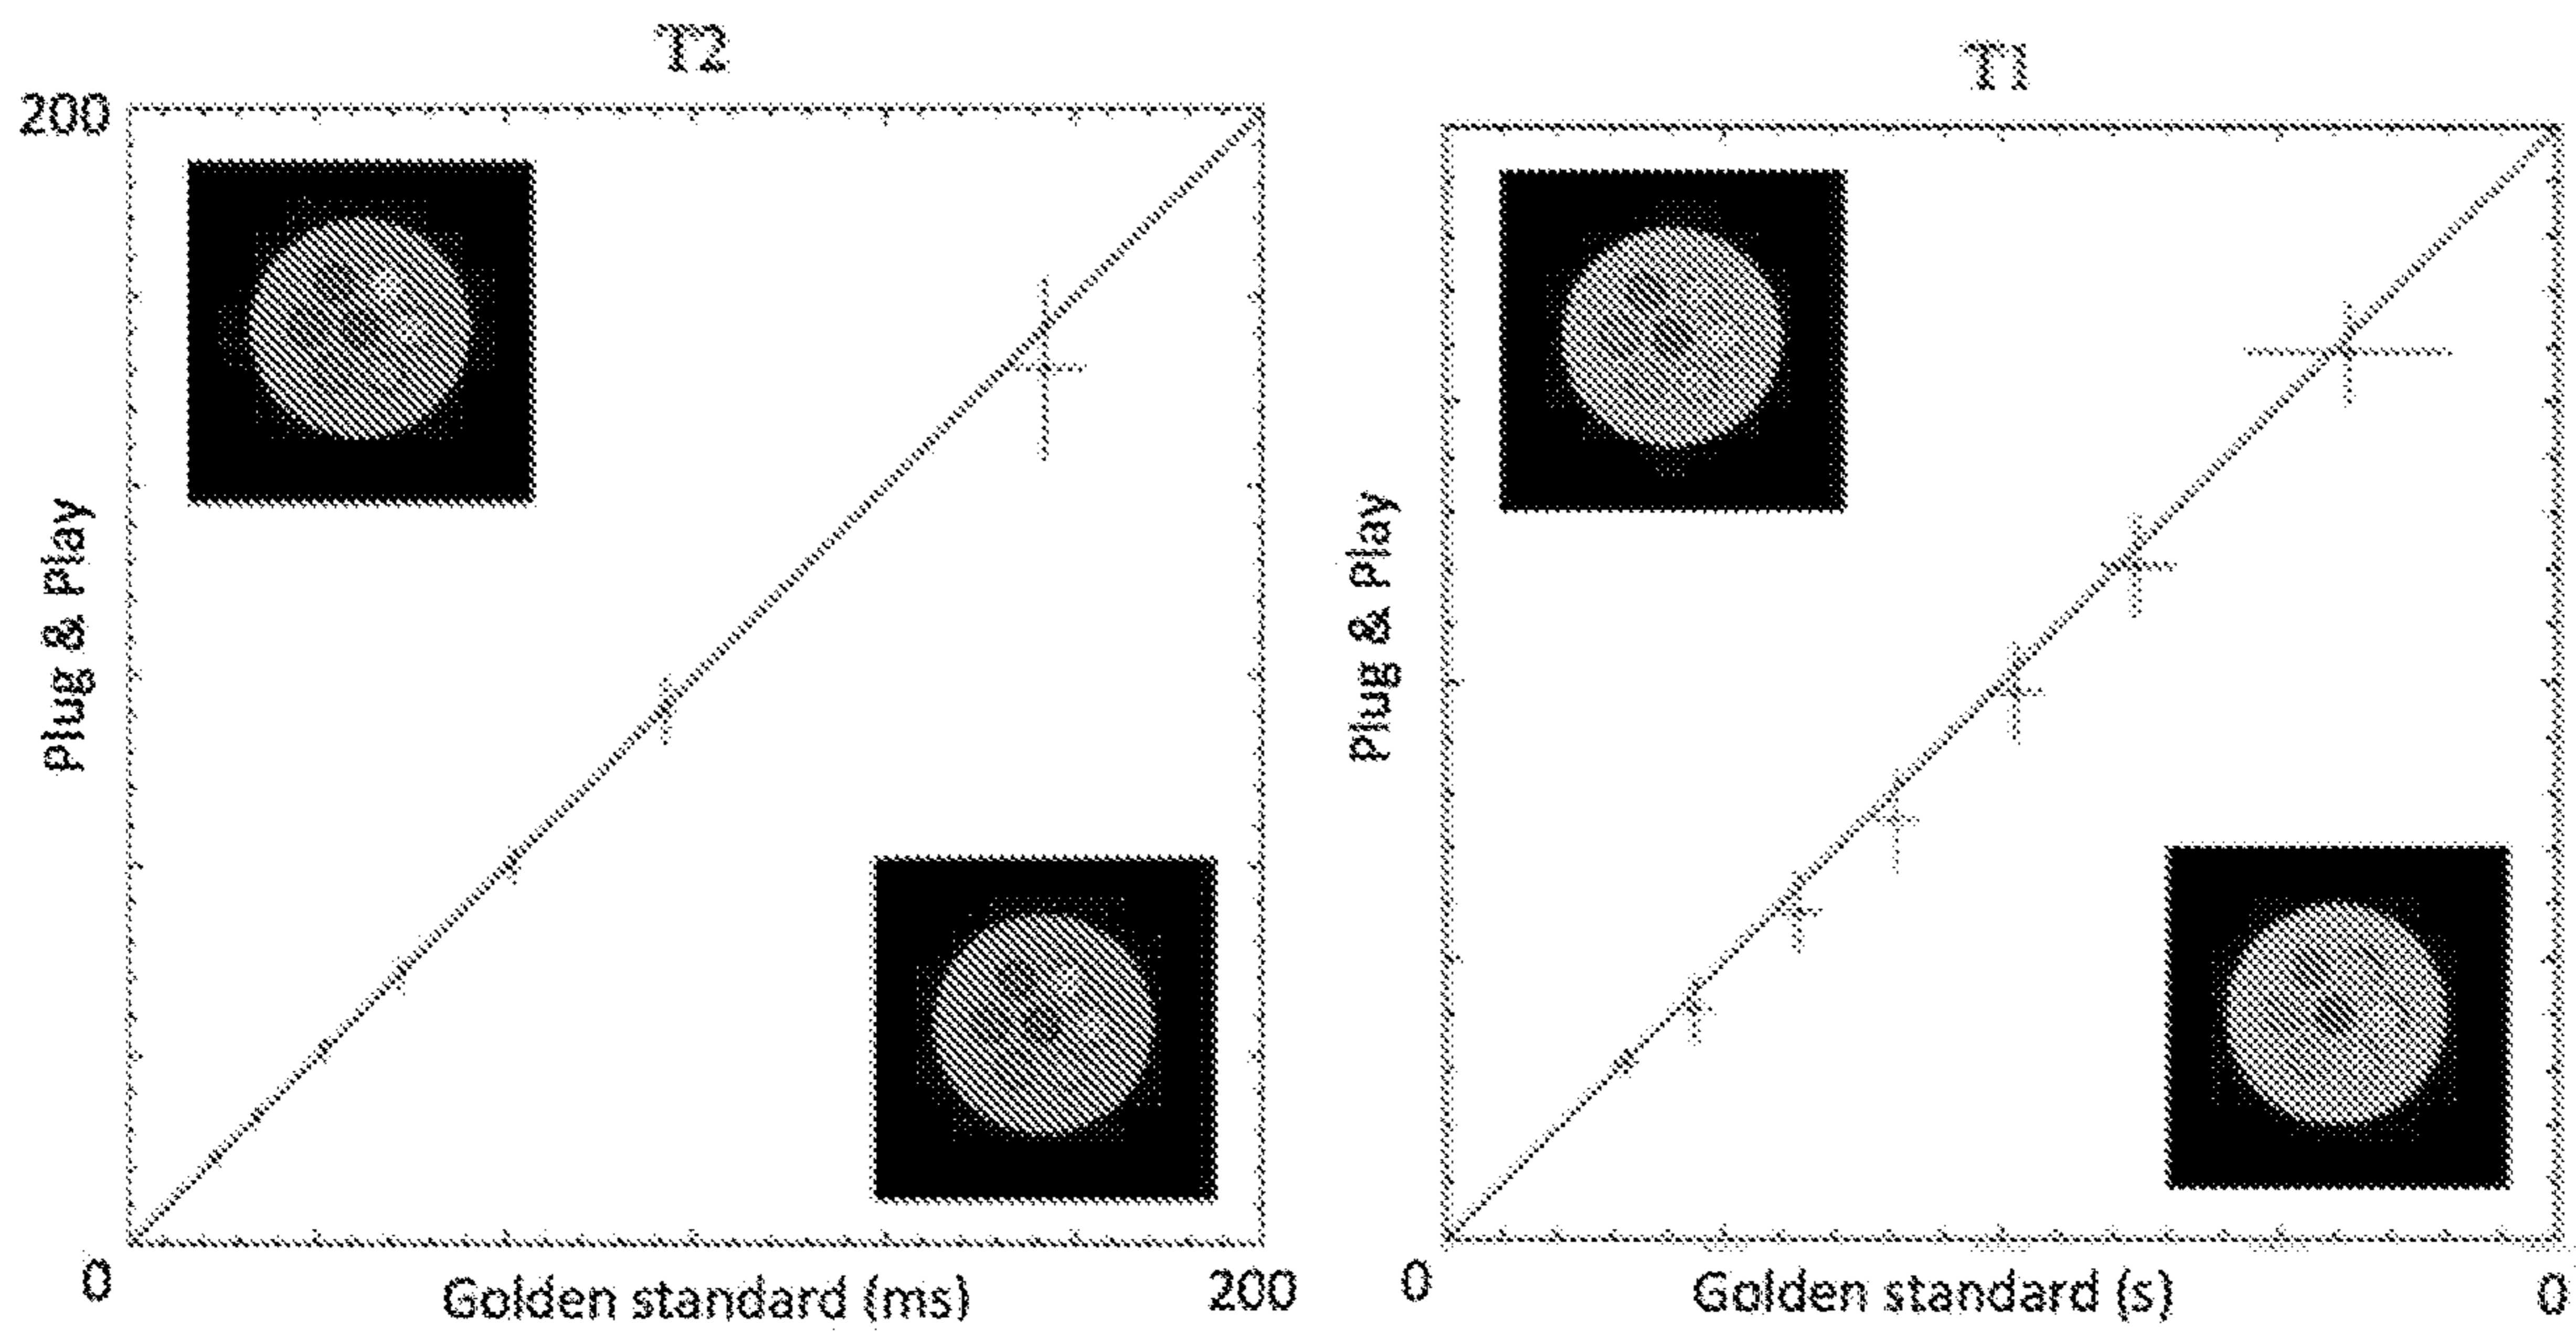 T2
200
Plug & Play
0
Golden standard (ms)
200
T1
Plug & Play
0
Golden standard (s)
0